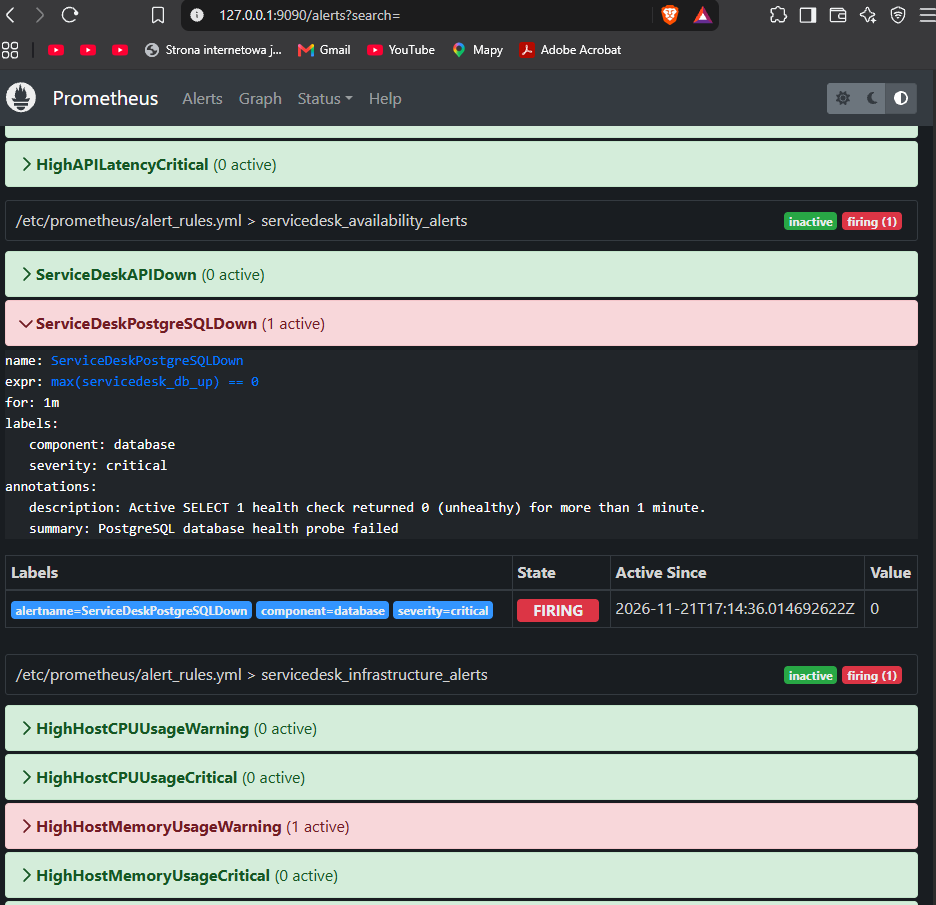 127.0.0.1:9090/alerts?search=
Strona internetowa j... Gmail YouTube Mapy Adobe Acrobat
Prometheus Alerts Graph Status Help
HighAPILatencyCritical (0 active)
/etc/prometheus/alert_rules.yml > servicedesk_availability_alerts inactive firing (1)
ServiceDeskAPIDown (0 active)
ServiceDeskPostgreSQLDown (1 active)
name: ServiceDeskPostgreSQLDown
expr: max(servicedesk_db_up) == 0
for: 1m
labels:
component: database
severity: critical
annotations:
description: Active SELECT 1 health check returned 0 (unhealthy) for more than 1 minute.
summary: PostgreSQL database health probe failed
Labels State Active Since Value
alertname=ServiceDeskPostgreSQLDown component=database severity=critical FIRING 2026-11-21T17:14:36.014692622Z 0
/etc/prometheus/alert_rules.yml > servicedesk_infrastructure_alerts inactive firing (1)
HighHostCPUUsageWarning (0 active)
HighHostCPUUsageCritical (0 active)
HighHostMemoryUsageWarning (1 active)
HighHostMemoryUsageCritical (0 active)